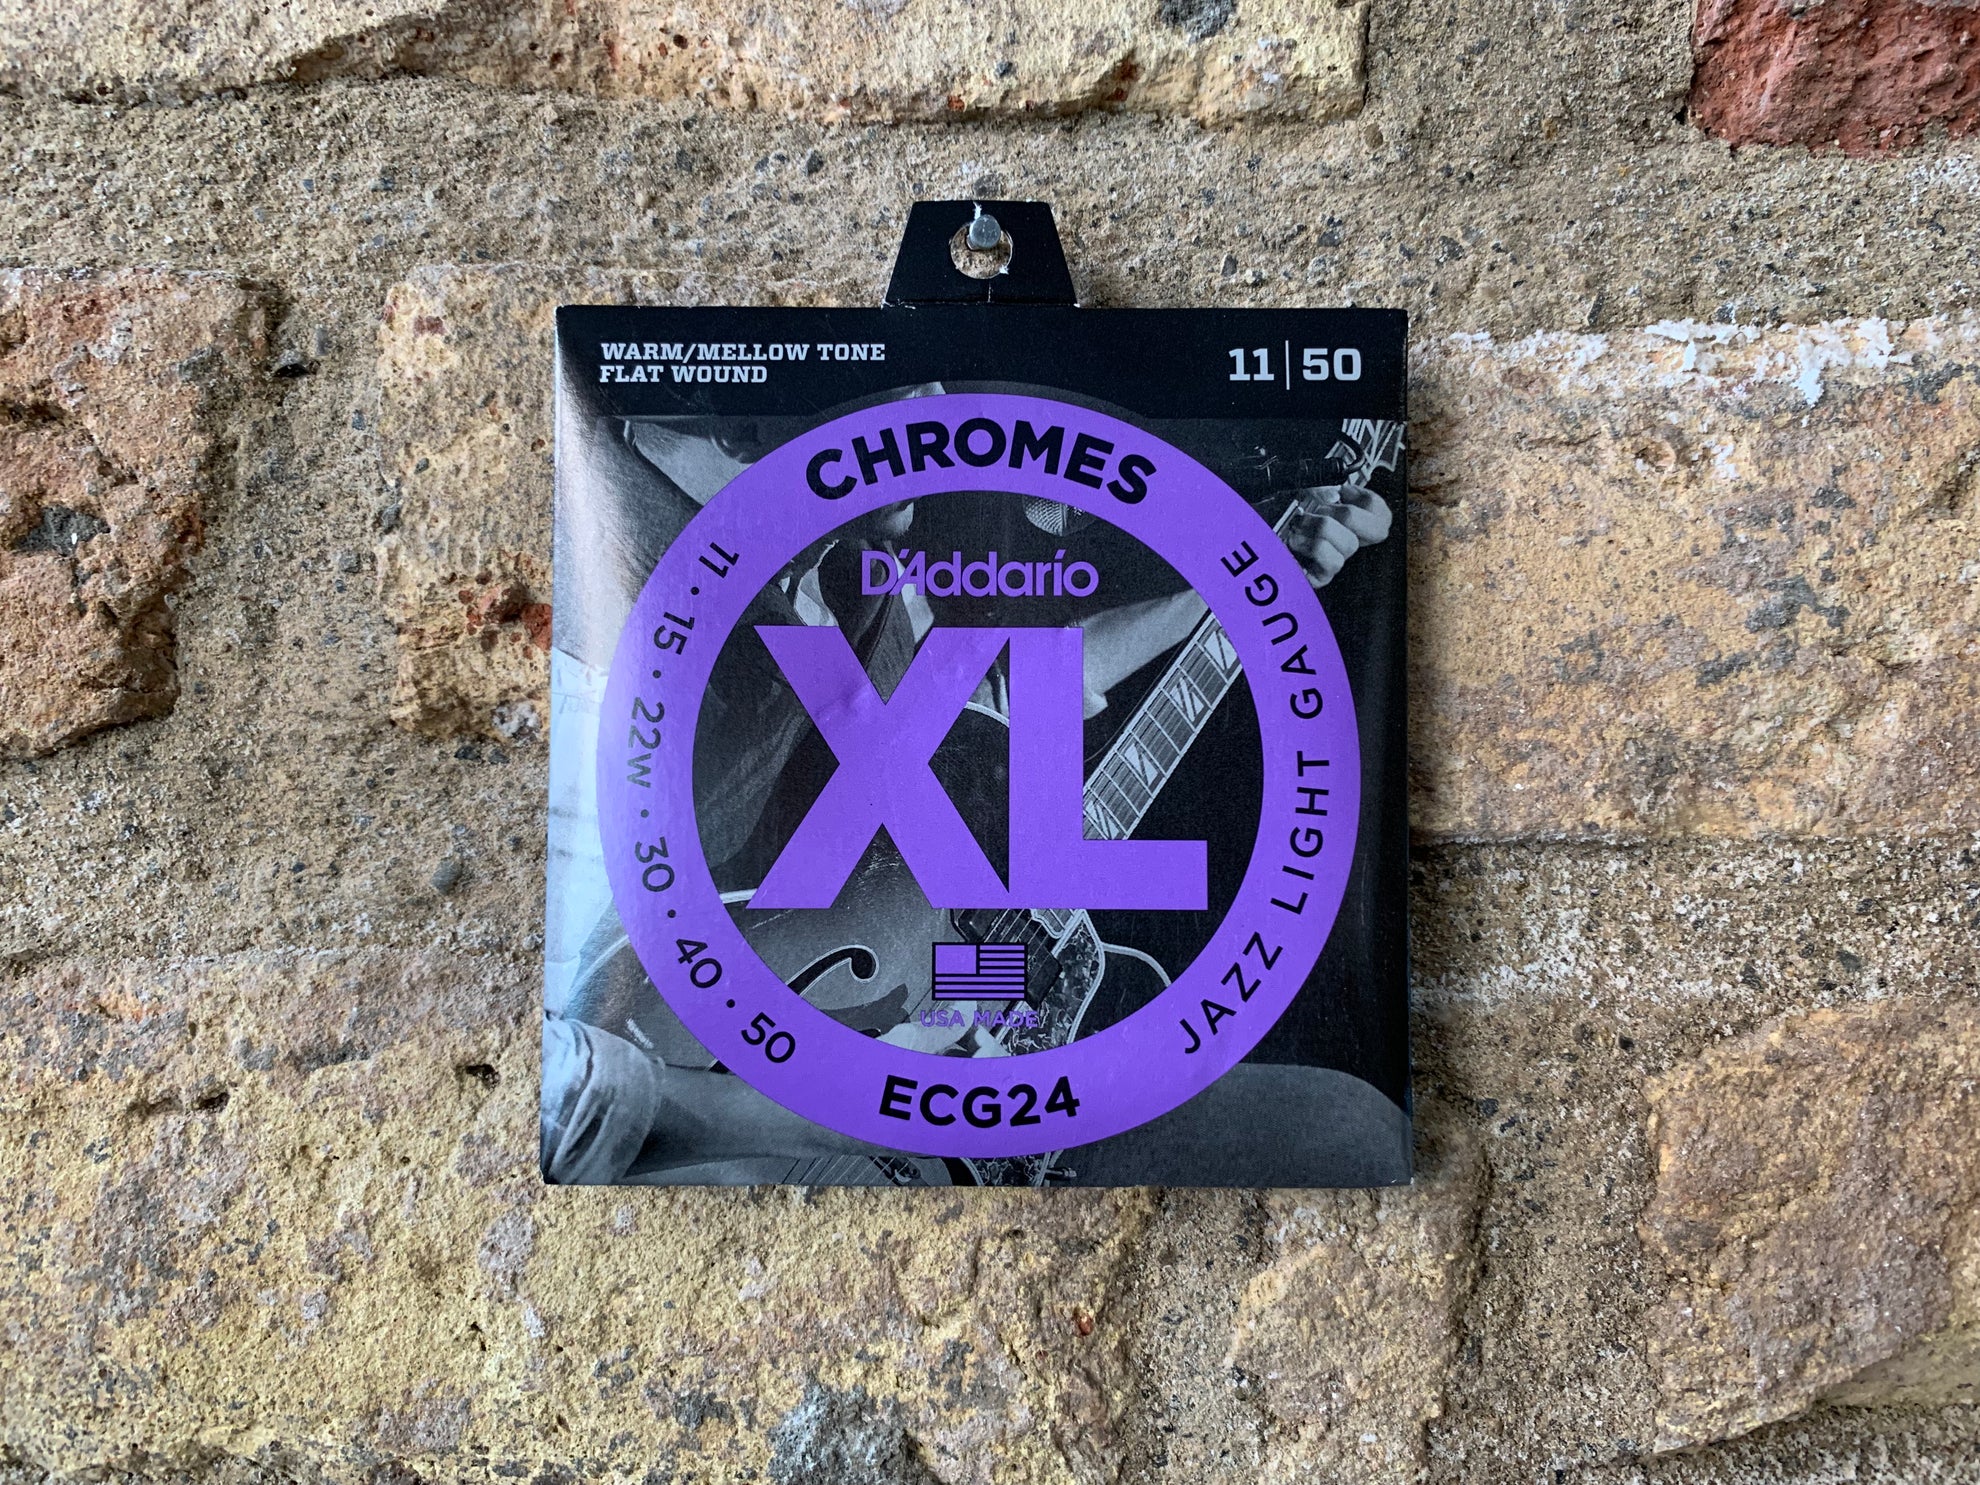 WARM/MELLOW TONE
FLAT WOUND
11|50
CHROMES
D'Addario
XL
11 · 15 · 22W · 30 · 40 · 50
JAZZ LIGHT GAUGE
USA MADE
ECG24